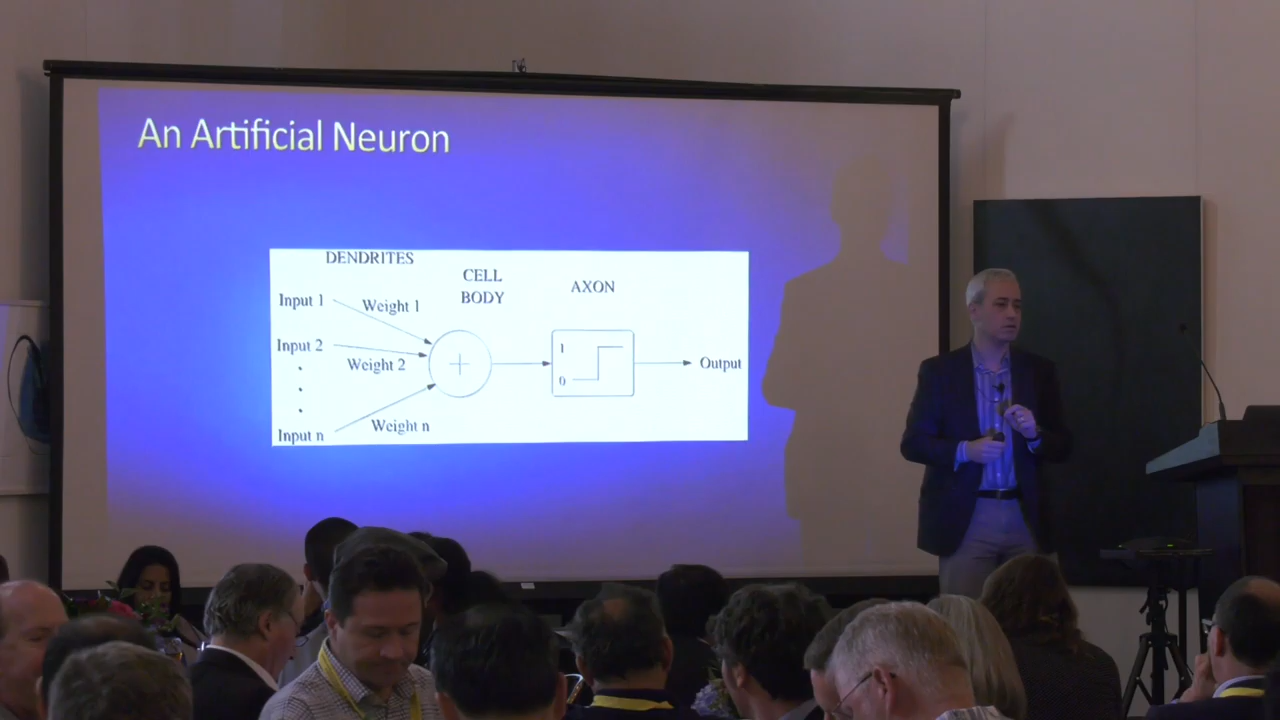 An Artificial Neuron
DENDRITES
CELL
BODY
AXON
Input 1
Weight 1
Input 2
Weight 2
+
1
0
Output
Input n
Weight n